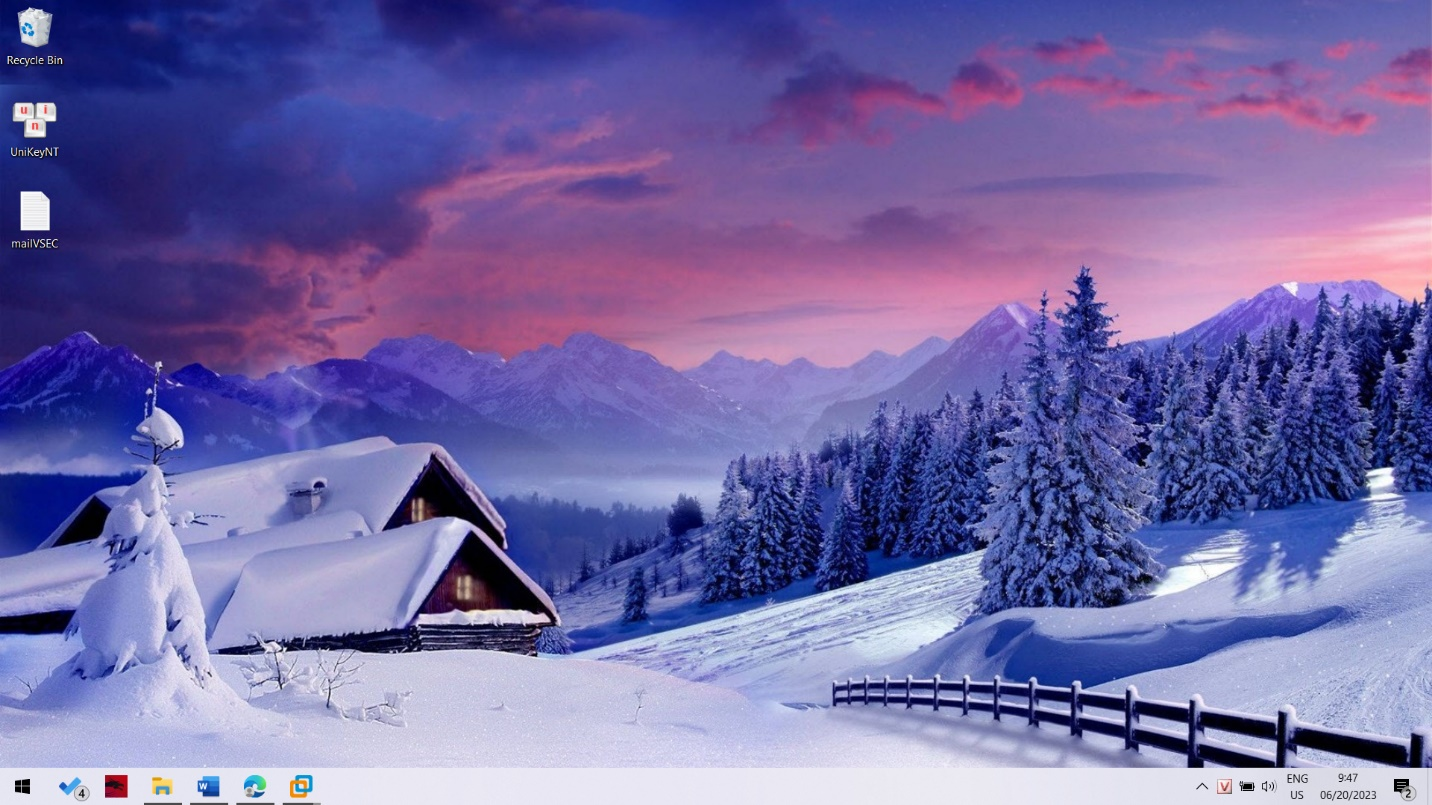 Recycle Bin
u i
n
UniKeyNT
mailVSEC
4
W
V
ENG
US
9:47
06/20/2023
2